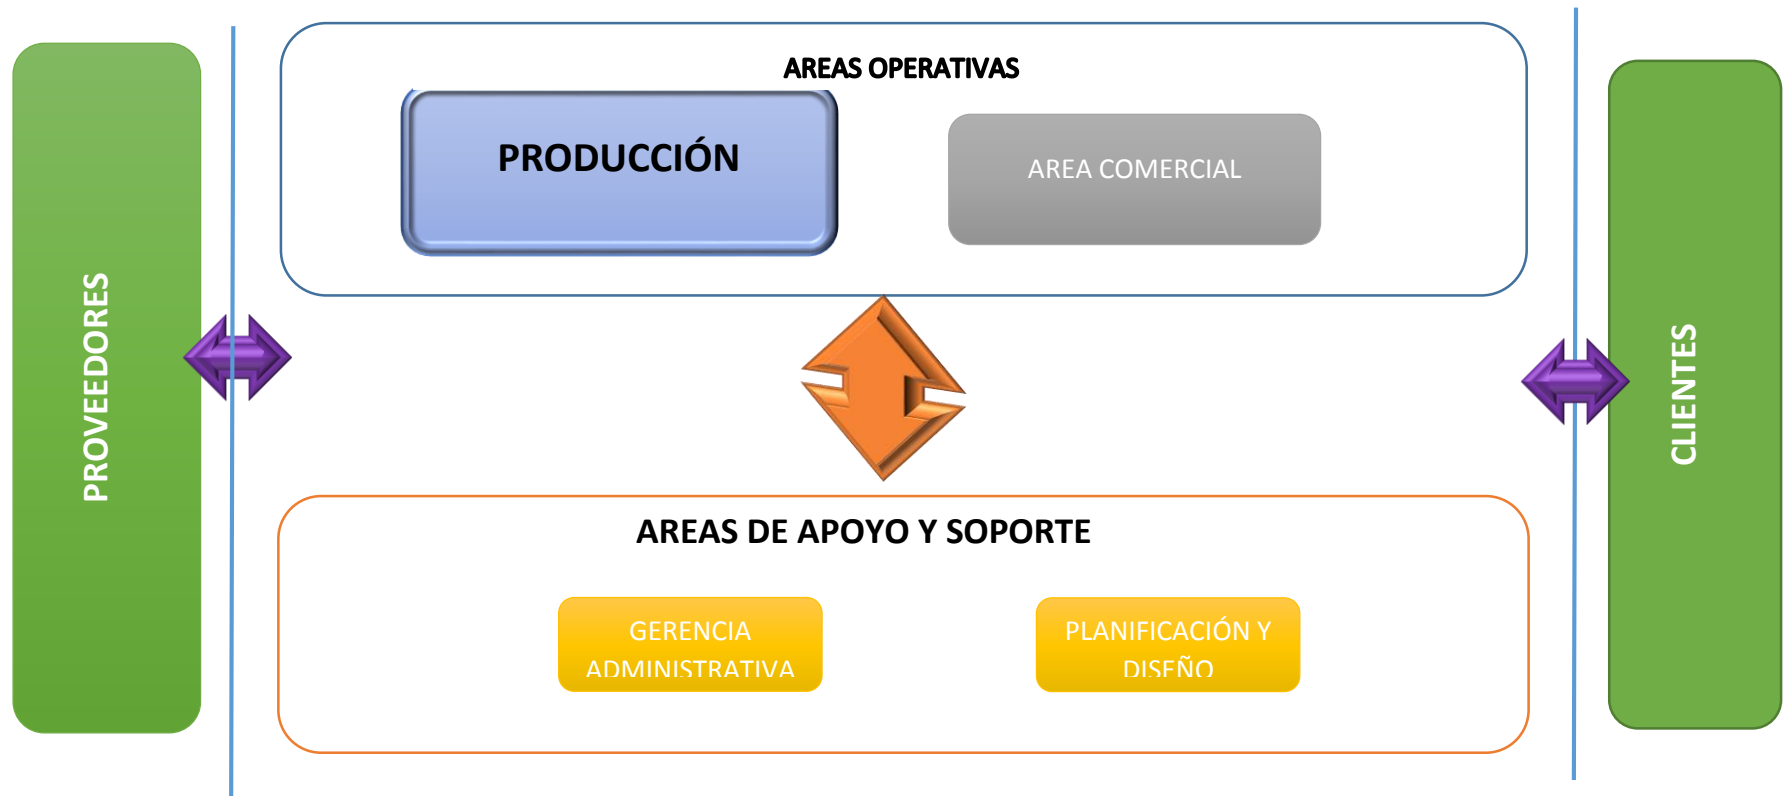 AREAS OPERATIVAS
PRODUCCIÓN
AREA COMERCIAL
PROVEEDORES
CLIENTES
AREAS DE APOYO Y SOPORTE
GERENCIA
ADMINISTRATIVA
PLANIFICACIÓN Y
DISEÑO